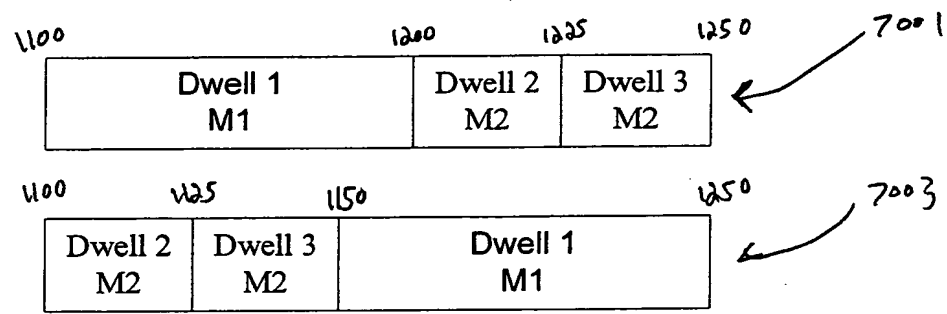 1100 1200 1225 1250 7001
Dwell 1 Dwell 2 Dwell 3
M1 M2 M2
1100 1125 1150 1250 7003
Dwell 2 Dwell 3 Dwell 1
M2 M2 M1